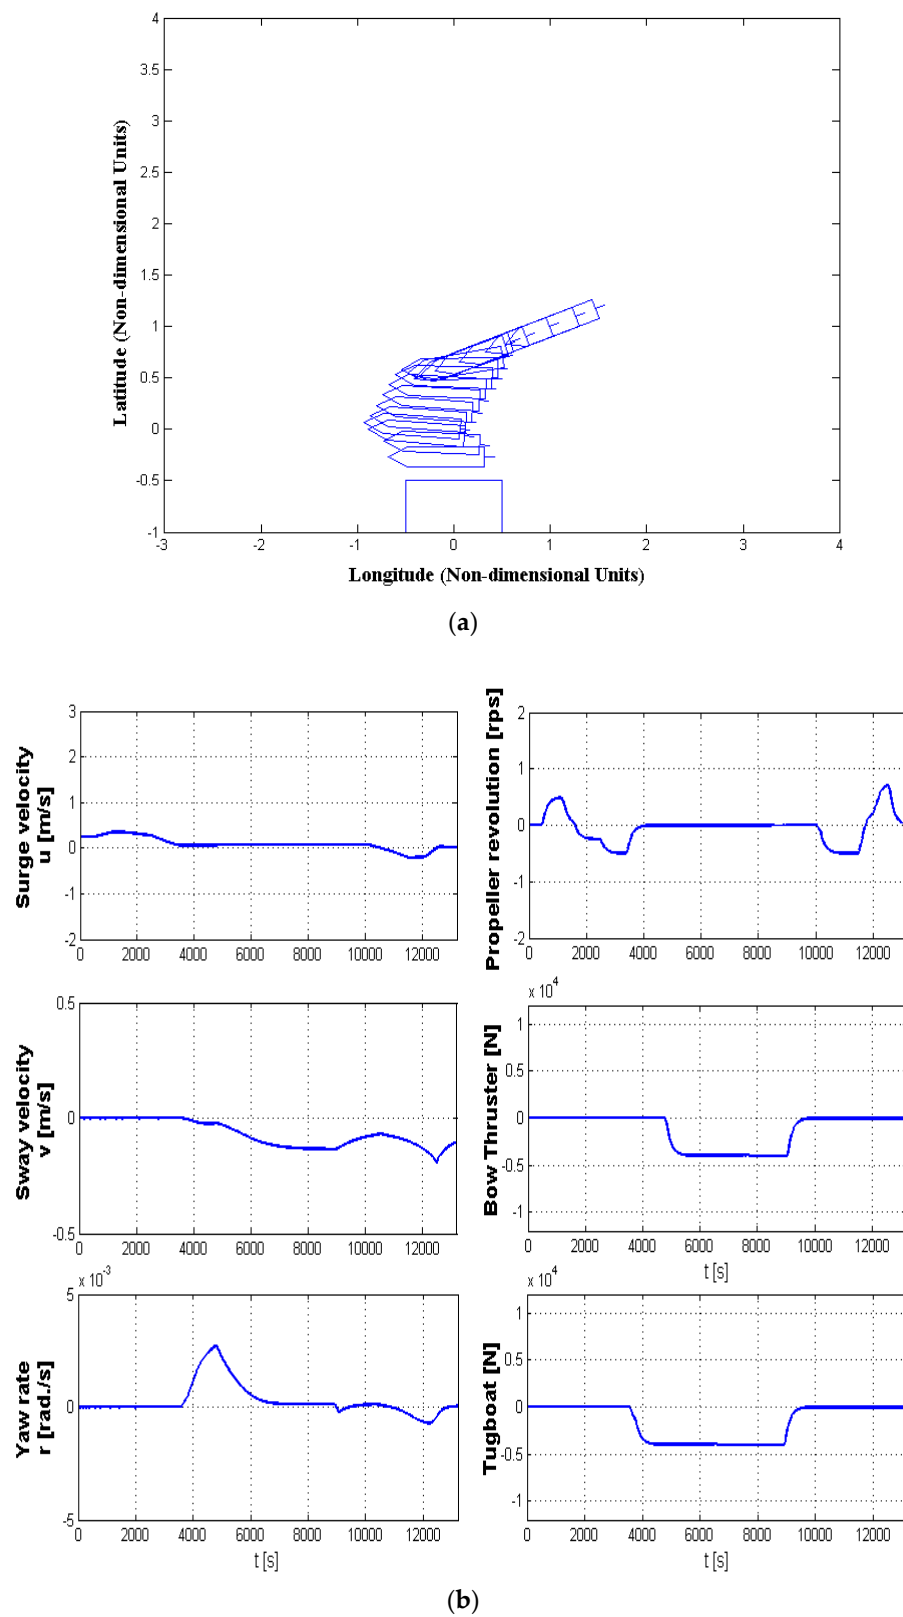 4
3.5
3
2.5
2
1.5
1
0.5
0
-0.5
-1
-3 -2 -1 0 1 2 3 4
Latitude (Non-dimensional Units)
Longitude (Non-dimensional Units)
(a)
Surge velocity
u [m/s]
3
2
1
0
-1
-2
0 2000 4000 6000 8000 10000 12000
Propeller revolution [rps]
2
1
0
-1
-2
0 2000 4000 6000 8000 10000 12000
Sway velocity
v [m/s]
0.5
0
-0.5
0 2000 4000 6000 8000 10000 12000
Bow Thruster [N]
x 10^4
1
0.5
0
-0.5
-1
0 2000 4000 6000 8000 10000 12000
t [s]
Yaw rate
r [rad./s]
x 10^-3
5
0
-5
0 2000 4000 6000 8000 10000 12000
t [s]
Tugboat [N]
x 10^4
1
0.5
0
-0.5
-1
0 2000 4000 6000 8000 10000 12000
t [s]
(b)